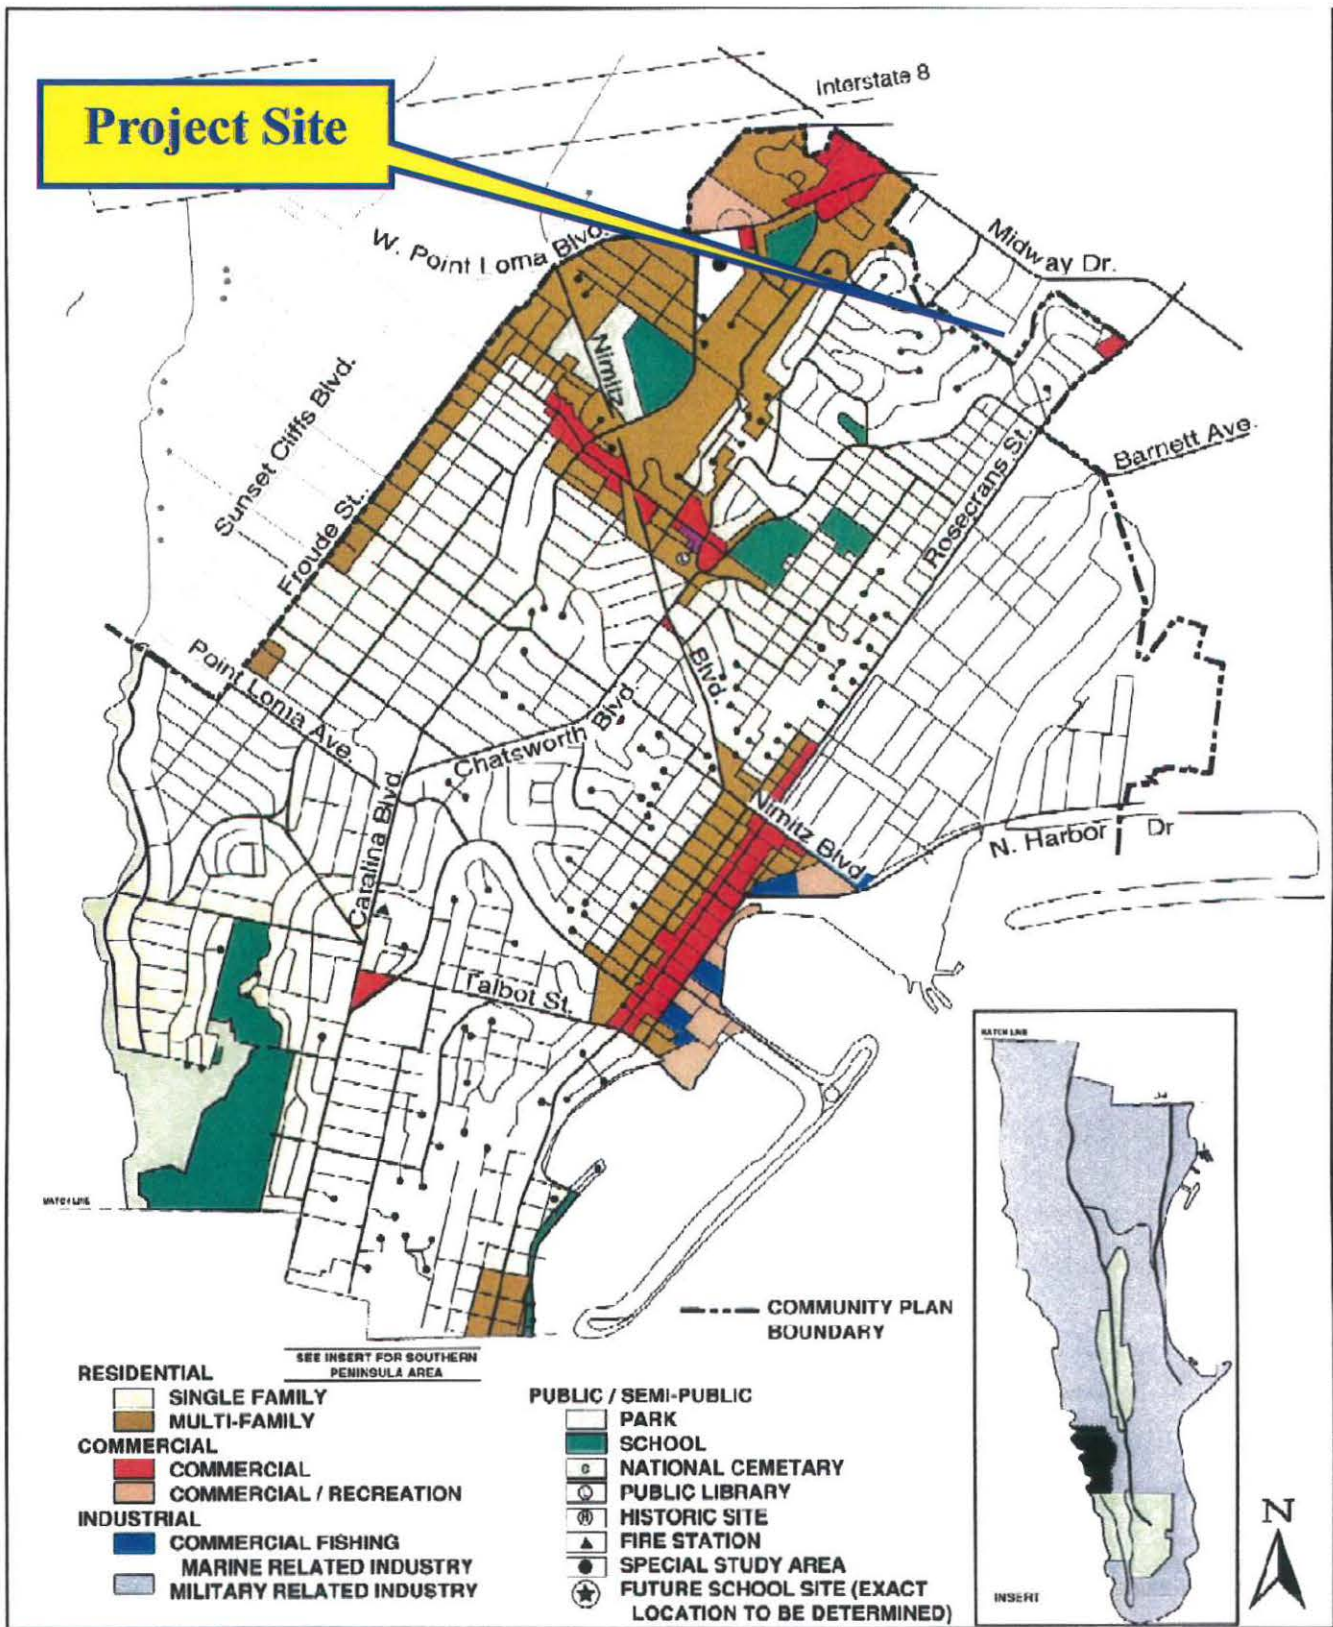 Project Site
Interstate 8
W. Point Loma Blvd.
Midway Dr.
Nimitz
Sunset Cliffs Blvd.
Froude St.
Barnett Ave.
Rosecrans St.
Point Loma Ave.
Blvd.
Chatsworth Blvd.
Catalina Blvd.
Nimitz Blvd
N. Harbor Dr
Talbot St.
MATCH LINE
MATCH LINE
COMMUNITY PLAN
BOUNDARY
SEE INSERT FOR SOUTHERN
PENINSULA AREA
RESIDENTIAL
SINGLE FAMILY
MULTI-FAMILY
COMMERCIAL
COMMERCIAL
COMMERCIAL / RECREATION
INDUSTRIAL
COMMERCIAL FISHING
MARINE RELATED INDUSTRY
MILITARY RELATED INDUSTRY
PUBLIC / SEMI-PUBLIC
PARK
SCHOOL
C NATIONAL CEMETARY
L PUBLIC LIBRARY
H HISTORIC SITE
FIRE STATION
SPECIAL STUDY AREA
FUTURE SCHOOL SITE (EXACT
LOCATION TO BE DETERMINED)
INSERT
N